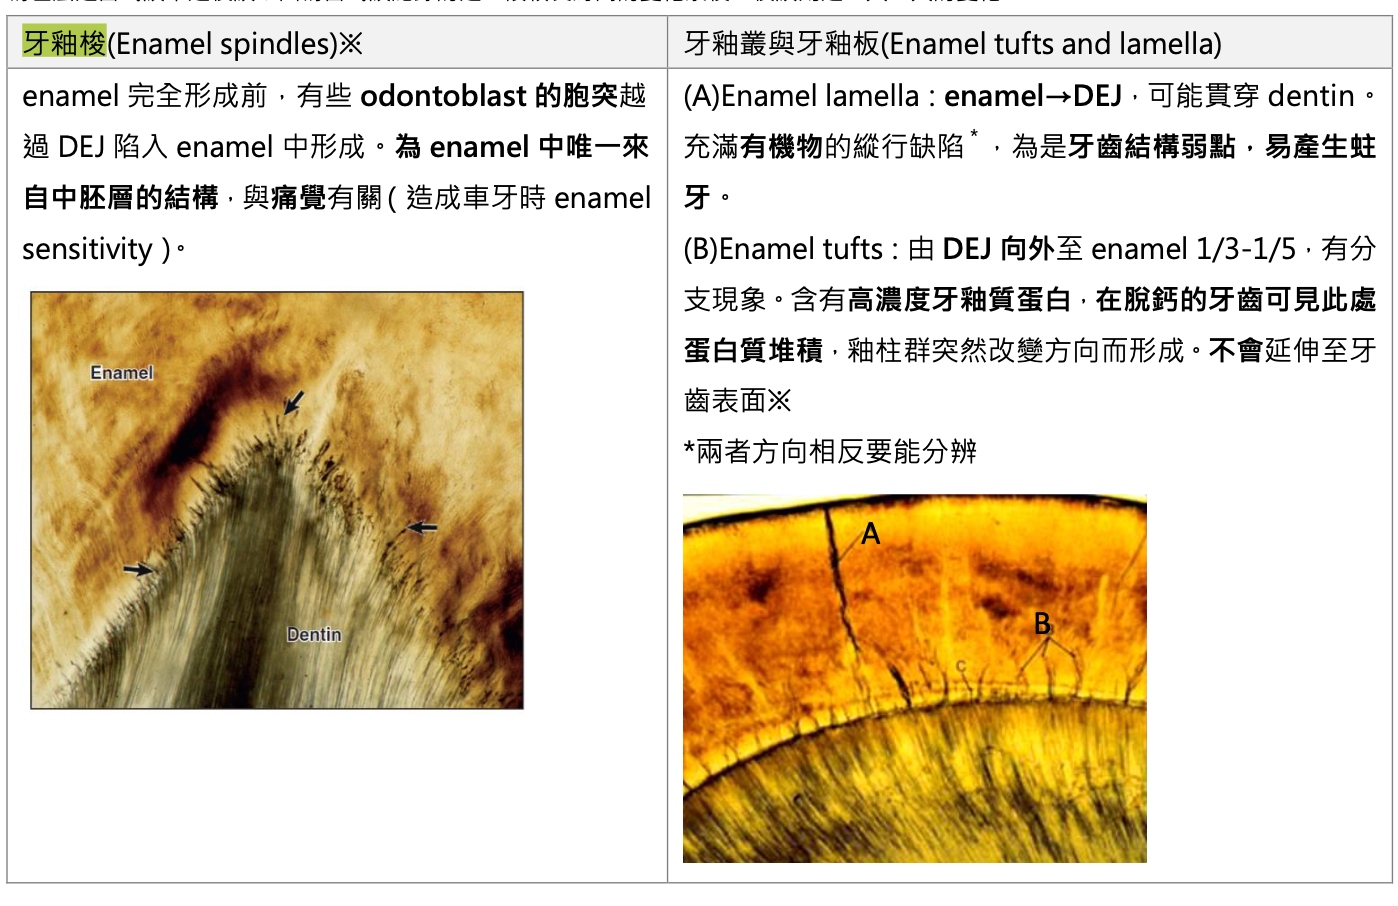 牙釉梭(Enamel spindles)※
enamel 完全形成前，有些 odontoblast 的胞突越
過 DEJ 陷入 enamel 中形成。為 enamel 中唯一來
自中胚層的結構，與痛覺有關( 造成車牙時 enamel
sensitivity )。
Enamel
Dentin
牙釉叢與牙釉板(Enamel tufts and lamella)
(A)Enamel lamella : enamel→DEJ，可能貫穿 dentin。
充滿有機物的縱行缺陷*，為是牙齒結構弱點，易產生蛀
牙。
(B)Enamel tufts : 由 DEJ 向外至 enamel 1/3-1/5，有分
支現象。含有高濃度牙釉質蛋白，在脫鈣的牙齒可見此處
蛋白質堆積，釉柱群突然改變方向而形成。不會延伸至牙
齒表面※
*兩者方向相反要能分辨
A
B
C